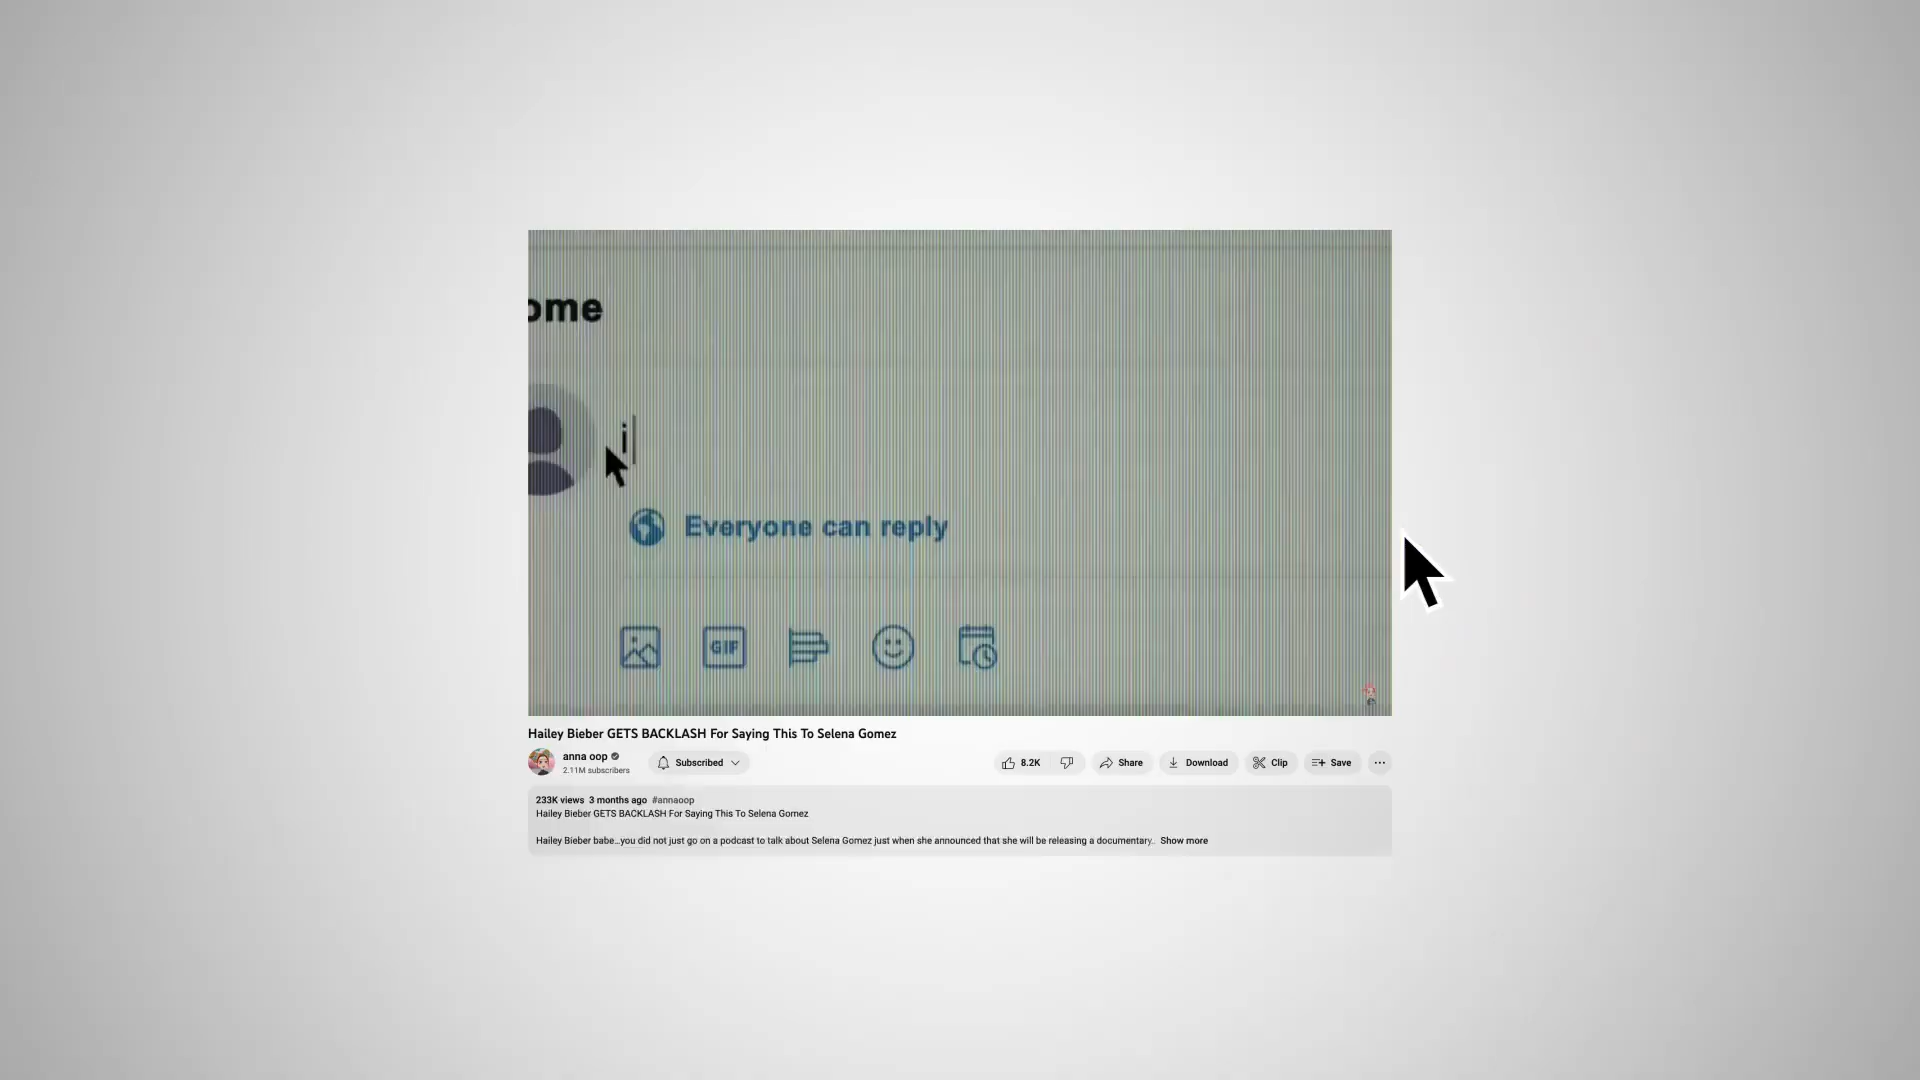 ome
i
Everyone can reply
GIF
Hailey Bieber GETS BACKLASH For Saying This To Selena Gomez
anna oop
2.11M subscribers
Subscribed
8.2K
Share
Download
Clip
Save
233K views 3 months ago #annaoop
Hailey Bieber GETS BACKLASH For Saying This To Selena Gomez
Hailey Bieber babe...you did not just go on a podcast to talk about Selena Gomez just when she announced that she will be releasing a documentary.. Show more